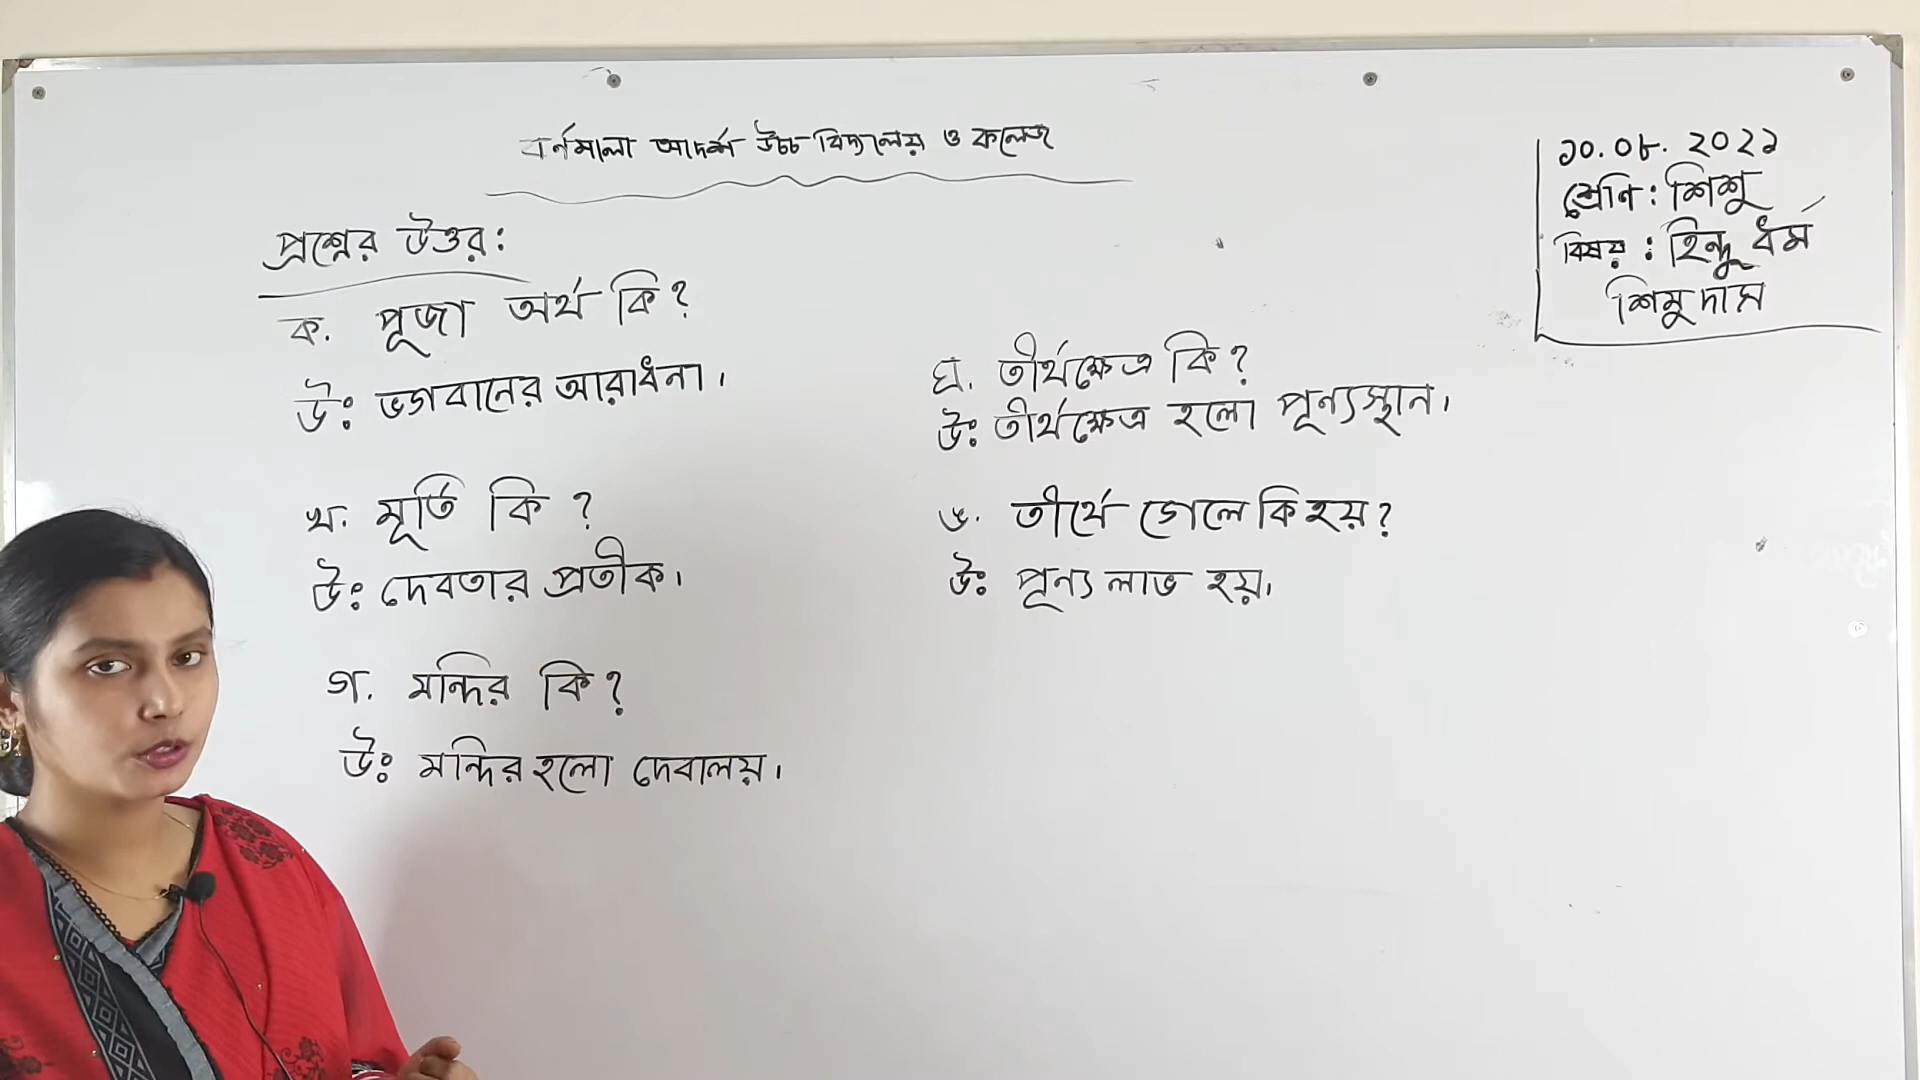 বর্ণমালা আদর্শ উচ্চ বিদ্যালয় ও কলেজ
১০.০৮.২০২১
শ্রেণি : শিশু
বিষয় : হিন্দু ধর্ম
শিমু দাস
প্রশ্নের উত্তর:
ক. পূজা অর্থ কি?
উঃ ভগবানের আরাধনা।
খ. মূর্তি কি ?
উঃ দেবতার প্রতীক।
গ. মন্দির কি?
উঃ মন্দির হলো দেবালয়।
ঘ. তীর্থক্ষেত্র কি?
উঃ তীর্থক্ষেত্র হলো পূন্যস্থান।
ঙ. তীর্থে গেলে কি হয়?
উঃ পূন্য লাভ হয়।